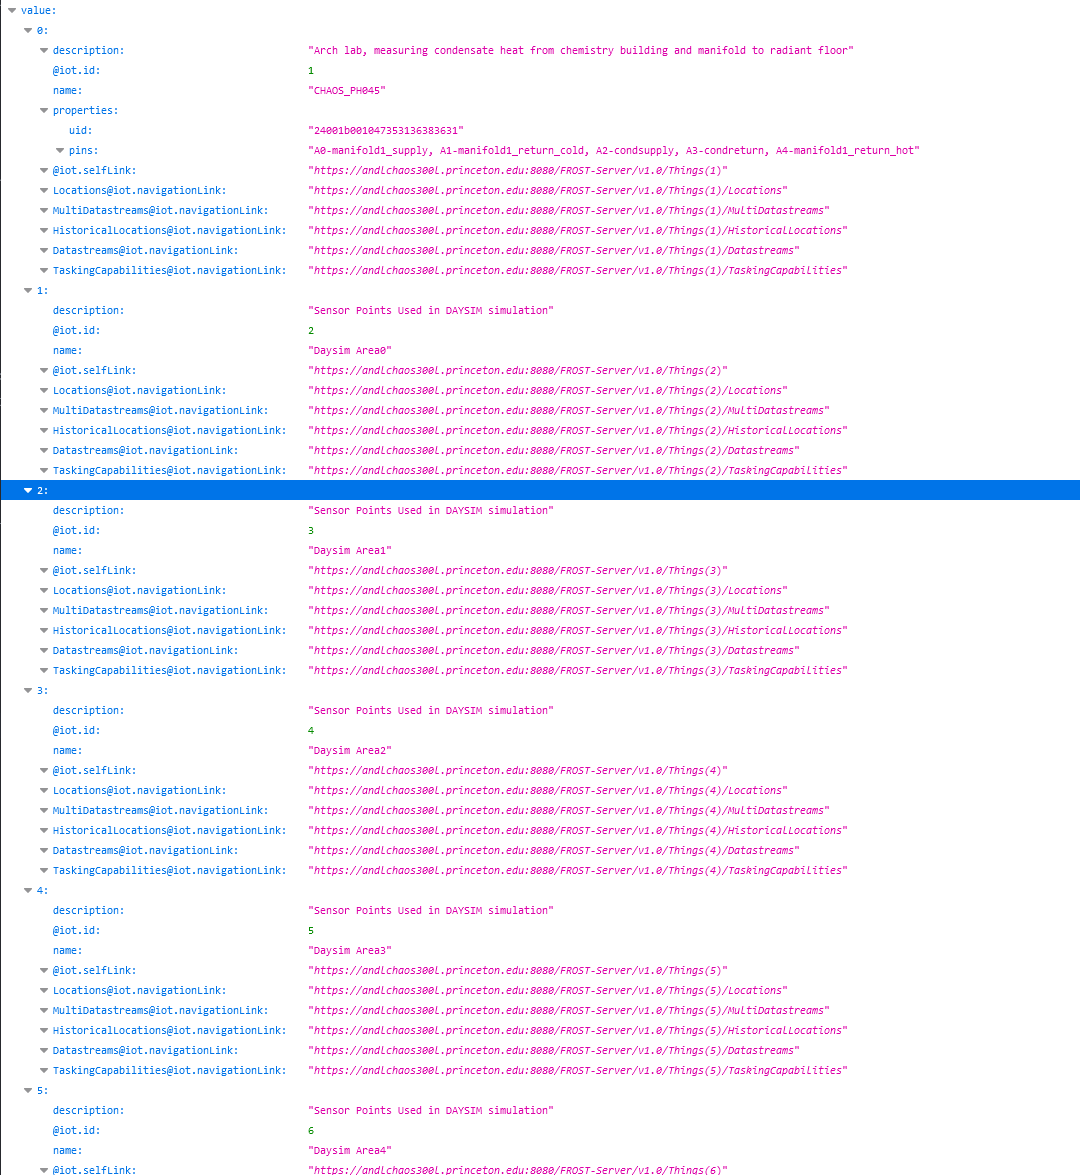 value:
0:
description: "Arch lab, measuring condensate heat from chemistry building and manifold to radiant floor"
@iot.id: 1
name: "CHAOS_PH045"
properties:
uid: "24001b001047353136383631"
pins: "A0-manifold1_supply, A1-manifold1_return_cold, A2-condsupply, A3-condreturn, A4-manifold1_return_hot"
@iot.selfLink: "https://andlchaos300l.princeton.edu:8080/FROST-Server/v1.0/Things(1)"
Locations@iot.navigationLink: "https://andlchaos300l.princeton.edu:8080/FROST-Server/v1.0/Things(1)/Locations"
MultiDatastreams@iot.navigationLink: "https://andlchaos300l.princeton.edu:8080/FROST-Server/v1.0/Things(1)/MultiDatastreams"
HistoricalLocations@iot.navigationLink: "https://andlchaos300l.princeton.edu:8080/FROST-Server/v1.0/Things(1)/HistoricalLocations"
Datastreams@iot.navigationLink: "https://andlchaos300l.princeton.edu:8080/FROST-Server/v1.0/Things(1)/Datastreams"
TaskingCapabilities@iot.navigationLink: "https://andlchaos300l.princeton.edu:8080/FROST-Server/v1.0/Things(1)/TaskingCapabilities"
1:
description: "Sensor Points Used in DAYSIM simulation"
@iot.id: 2
name: "Daysim Area0"
@iot.selfLink: "https://andlchaos300l.princeton.edu:8080/FROST-Server/v1.0/Things(2)"
Locations@iot.navigationLink: "https://andlchaos300l.princeton.edu:8080/FROST-Server/v1.0/Things(2)/Locations"
MultiDatastreams@iot.navigationLink: "https://andlchaos300l.princeton.edu:8080/FROST-Server/v1.0/Things(2)/MultiDatastreams"
HistoricalLocations@iot.navigationLink: "https://andlchaos300l.princeton.edu:8080/FROST-Server/v1.0/Things(2)/HistoricalLocations"
Datastreams@iot.navigationLink: "https://andlchaos300l.princeton.edu:8080/FROST-Server/v1.0/Things(2)/Datastreams"
TaskingCapabilities@iot.navigationLink: "https://andlchaos300l.princeton.edu:8080/FROST-Server/v1.0/Things(2)/TaskingCapabilities"
2:
description: "Sensor Points Used in DAYSIM simulation"
@iot.id: 3
name: "Daysim Area1"
@iot.selfLink: "https://andlchaos300l.princeton.edu:8080/FROST-Server/v1.0/Things(3)"
Locations@iot.navigationLink: "https://andlchaos300l.princeton.edu:8080/FROST-Server/v1.0/Things(3)/Locations"
MultiDatastreams@iot.navigationLink: "https://andlchaos300l.princeton.edu:8080/FROST-Server/v1.0/Things(3)/MultiDatastreams"
HistoricalLocations@iot.navigationLink: "https://andlchaos300l.princeton.edu:8080/FROST-Server/v1.0/Things(3)/HistoricalLocations"
Datastreams@iot.navigationLink: "https://andlchaos300l.princeton.edu:8080/FROST-Server/v1.0/Things(3)/Datastreams"
TaskingCapabilities@iot.navigationLink: "https://andlchaos300l.princeton.edu:8080/FROST-Server/v1.0/Things(3)/TaskingCapabilities"
3:
description: "Sensor Points Used in DAYSIM simulation"
@iot.id: 4
name: "Daysim Area2"
@iot.selfLink: "https://andlchaos300l.princeton.edu:8080/FROST-Server/v1.0/Things(4)"
Locations@iot.navigationLink: "https://andlchaos300l.princeton.edu:8080/FROST-Server/v1.0/Things(4)/Locations"
MultiDatastreams@iot.navigationLink: "https://andlchaos300l.princeton.edu:8080/FROST-Server/v1.0/Things(4)/MultiDatastreams"
HistoricalLocations@iot.navigationLink: "https://andlchaos300l.princeton.edu:8080/FROST-Server/v1.0/Things(4)/HistoricalLocations"
Datastreams@iot.navigationLink: "https://andlchaos300l.princeton.edu:8080/FROST-Server/v1.0/Things(4)/Datastreams"
TaskingCapabilities@iot.navigationLink: "https://andlchaos300l.princeton.edu:8080/FROST-Server/v1.0/Things(4)/TaskingCapabilities"
4:
description: "Sensor Points Used in DAYSIM simulation"
@iot.id: 5
name: "Daysim Area3"
@iot.selfLink: "https://andlchaos300l.princeton.edu:8080/FROST-Server/v1.0/Things(5)"
Locations@iot.navigationLink: "https://andlchaos300l.princeton.edu:8080/FROST-Server/v1.0/Things(5)/Locations"
MultiDatastreams@iot.navigationLink: "https://andlchaos300l.princeton.edu:8080/FROST-Server/v1.0/Things(5)/MultiDatastreams"
HistoricalLocations@iot.navigationLink: "https://andlchaos300l.princeton.edu:8080/FROST-Server/v1.0/Things(5)/HistoricalLocations"
Datastreams@iot.navigationLink: "https://andlchaos300l.princeton.edu:8080/FROST-Server/v1.0/Things(5)/Datastreams"
TaskingCapabilities@iot.navigationLink: "https://andlchaos300l.princeton.edu:8080/FROST-Server/v1.0/Things(5)/TaskingCapabilities"
5:
description: "Sensor Points Used in DAYSIM simulation"
@iot.id: 6
name: "Daysim Area4"
@iot.selfLink: "https://andlchaos300l.princeton.edu:8080/FROST-Server/v1.0/Things(6)"